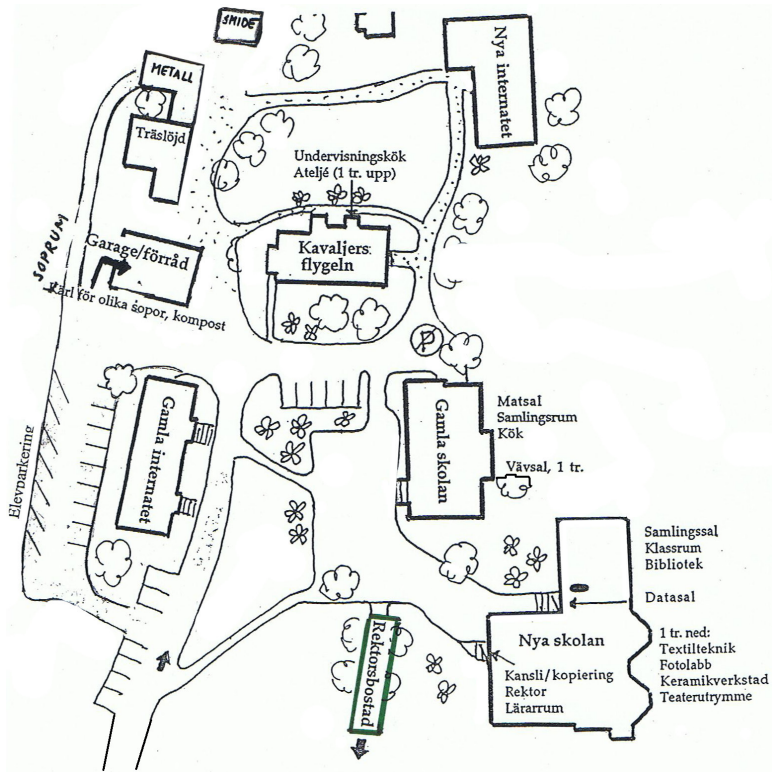 SMIDE
METALL
Träslöjd
Nya internatet
Undervisningskök
Ateljé (1 tr. upp)
Kavaljers-
flygeln
SOPRUM
Garage/förråd
Kärl för olika sopor, kompost
P
Elevparkering
Gamla internatet
Gamla skolan
Matsal
Samlingsrum
Kök
Vävsal, 1 tr.
Samlingssal
Klassrum
Bibliotek
Datasal
Nya skolan
Kansli/kopiering
Rektor
Lärarrum
1 tr. ned:
Textilteknik
Fotolabb
Keramikverkstad
Teaterutrymme
Rektorsbostad